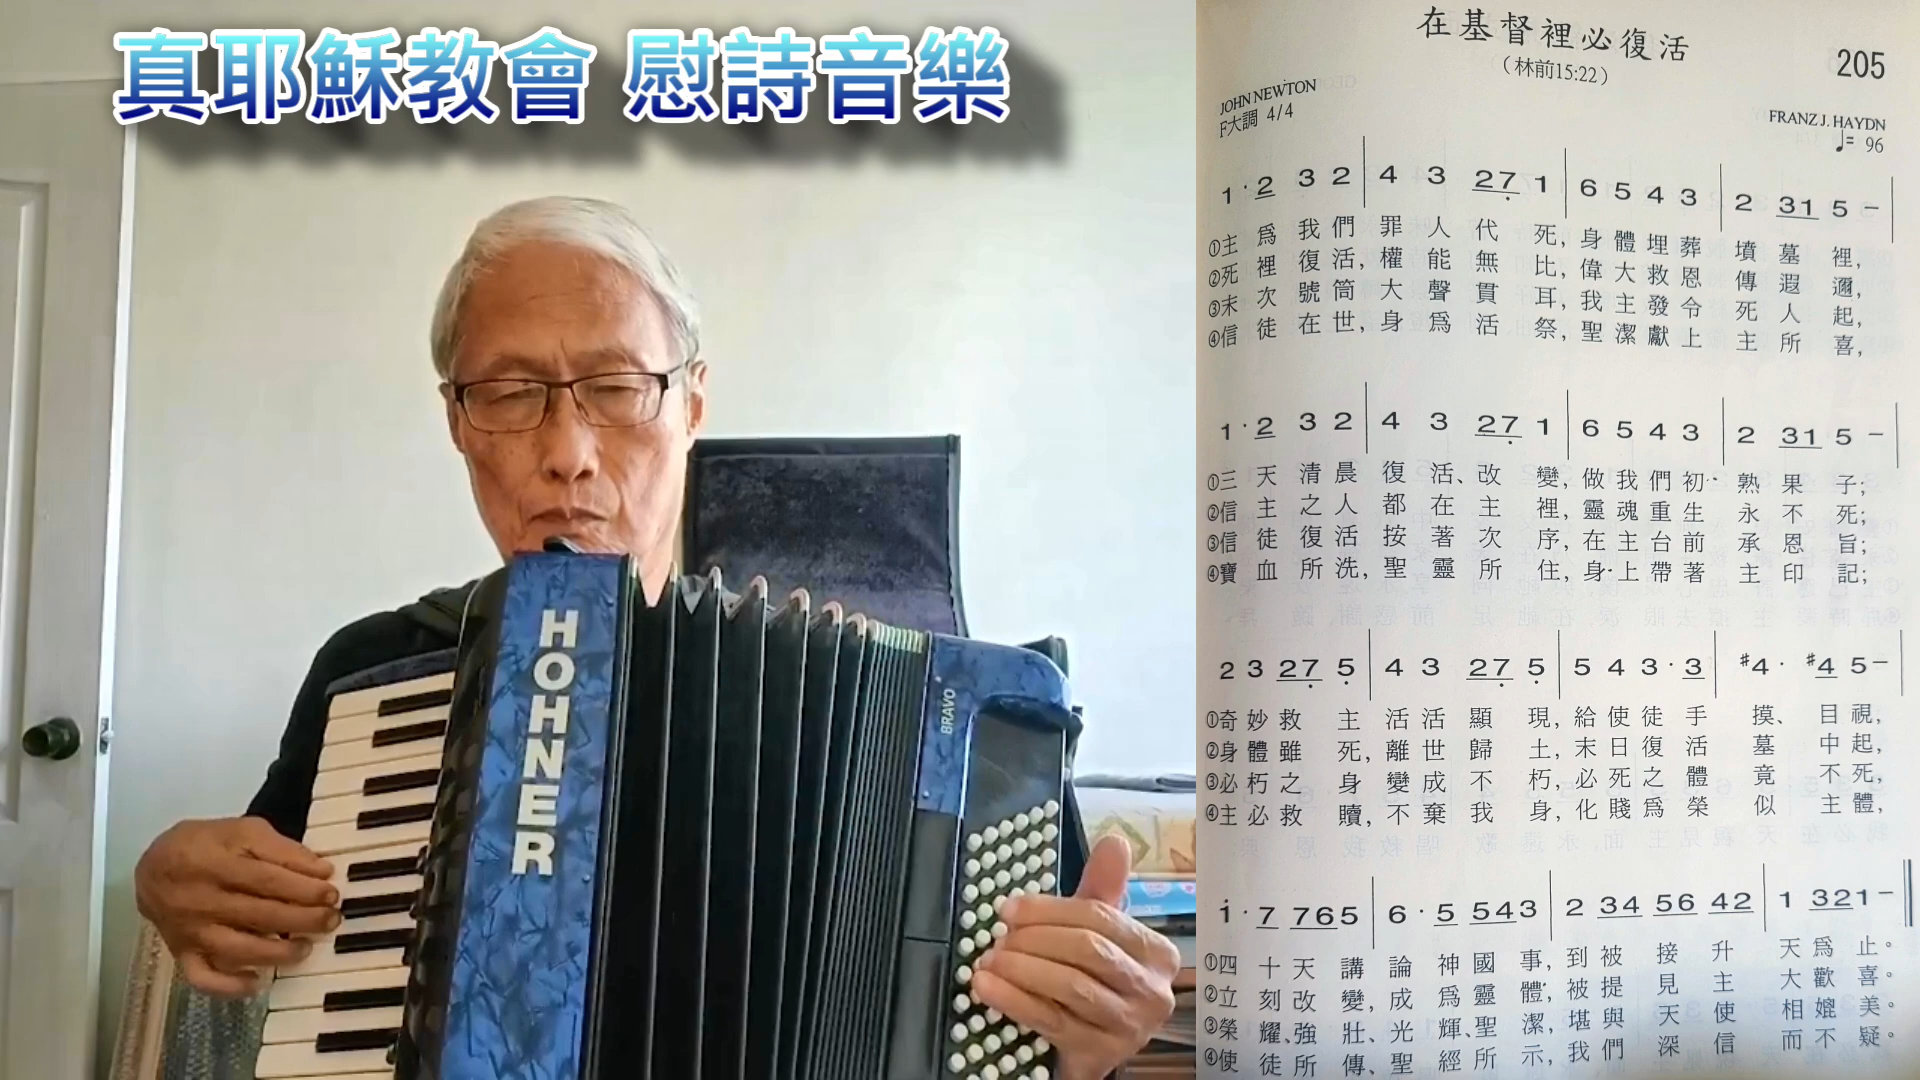 真耶穌教會 慰詩音樂
HOHNER
BRAVO
在基督裡必復活
(林前15:22)
205
JOHN NEWTON
F大調 4/4
FRANZ J. HAYDN
♩= 96
1·2 3 2 | 4 3 27 1 | 6 5 4 3 | 2 31 5 − |
①主為我們罪人代死,身體埋葬墳墓裡,
②死裡復活,權能無比,偉大救恩傳遐邇,
③末次號筒大聲貫耳,我主發令死人起,
④信徒在世,身為活祭,聖潔獻上主所喜,
1·2 3 2 | 4 3 27 1 | 6 5 4 3 | 2 31 5 − |
①三天清晨復活、改變,做我們初熟果子;
②信主之人都在主裡,靈魂重生永不死;
③信徒復活按著次序,在主台前承恩旨;
④寶血所洗,聖靈所住,身上帶著主印記;
2 3 27 5 | 4 3 27 5 | 5 4 3·3 | #4·#4 5 − |
①奇妙救主活活顯現,給使徒手摸、目視,
②身體雖死,離世歸土,末日復活墓中起,
③必朽之身變成不朽,必死之體竟不死,
④主必救贖,不棄我身,化賤為榮似主體,
i·7 765 | 6·5 543 | 2 34 56 42 | 1 321 − ‖
①四十天講論神國事,到被接升天為止。
②立刻改變,成為靈體,被提見主大歡喜。
③榮耀、強壯、光輝、聖潔,堪與天使相媲美。
④使徒所傳、聖經所示,我們深信而不疑。